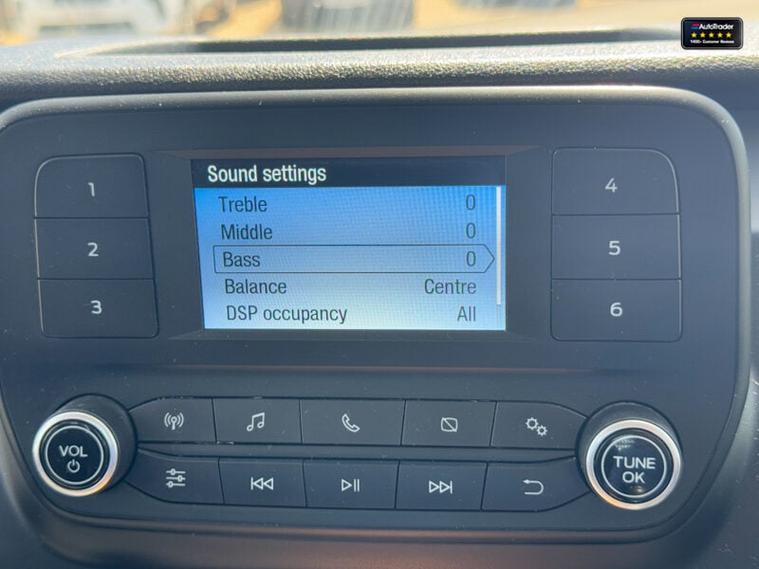 AutoTrader
Sound settings
Treble 0
Middle 0
Bass 0
Balance Centre
DSP occupancy All
1
2
3
4
5
6
VOL
TUNE
OK